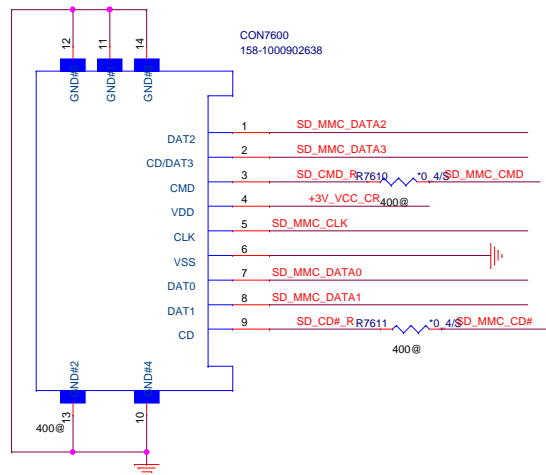 CON7600
158-1000902638
12
11
14
GND#1
DAT2
1
SD_MMC_DATA2
CD/DAT3
2
SD_MMC_DATA3
CMD
3
SD_CMD_R
R7610
*0_4/S
SD_MMC_CMD
400@
VDD
4
+3V_VCC_CR
CLK
5
SD_MMC_CLK
VSS
6
DAT0
7
SD_MMC_DATA0
DAT1
8
SD_MMC_DATA1
CD
9
SD_CD#_R
R7611
*0_4/S
SD_MMC_CD#
400@
GND#2
GND#4
400@
13
10